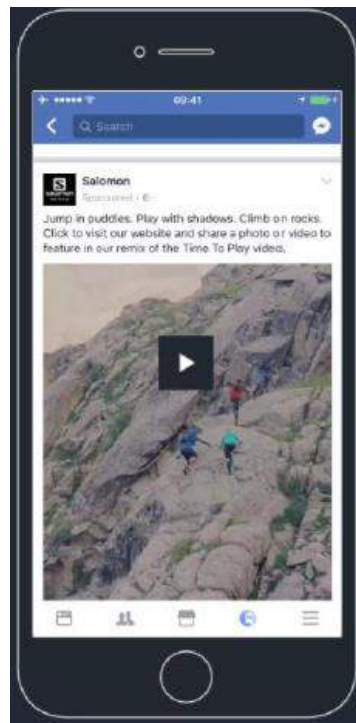 09:41
Search
Salomon
Sponsored ·
Jump in puddles. Play with shadows. Climb on rocks.
Click to visit our website and share a photo or video to
feature in our remix of the Time To Play video.